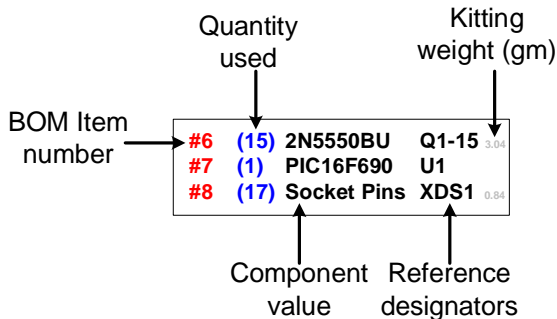 Quantity
used
Kitting
weight (gm)
BOM Item
number
#6 (15) 2N5550BU Q1-15 3.04
#7 (1) PIC16F690 U1
#8 (17) Socket Pins XDS1 0.84
Component
value
Reference
designators